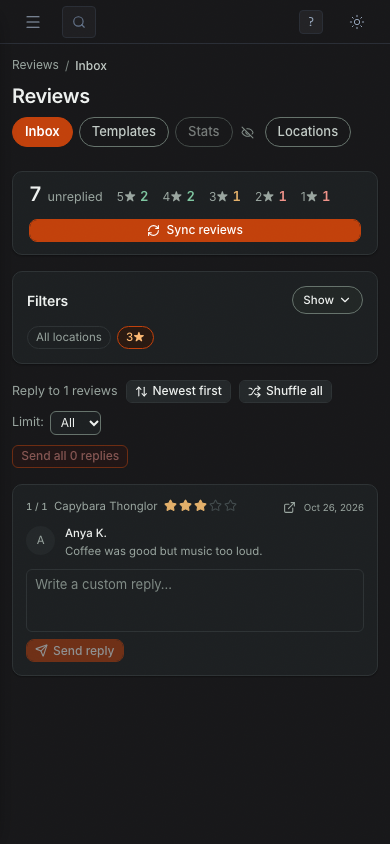 ?
Reviews / Inbox
Reviews
Inbox Templates Stats Locations
7 unreplied 5★ 2 4★ 2 3★ 1 2★ 1 1★ 1
Sync reviews
Filters Show
All locations 3★
Reply to 1 reviews Newest first Shuffle all
Limit: All
Send all 0 replies
1 / 1 Capybara Thonglor Oct 26, 2026
A Anya K.
Coffee was good but music too loud.
Write a custom reply...
Send reply